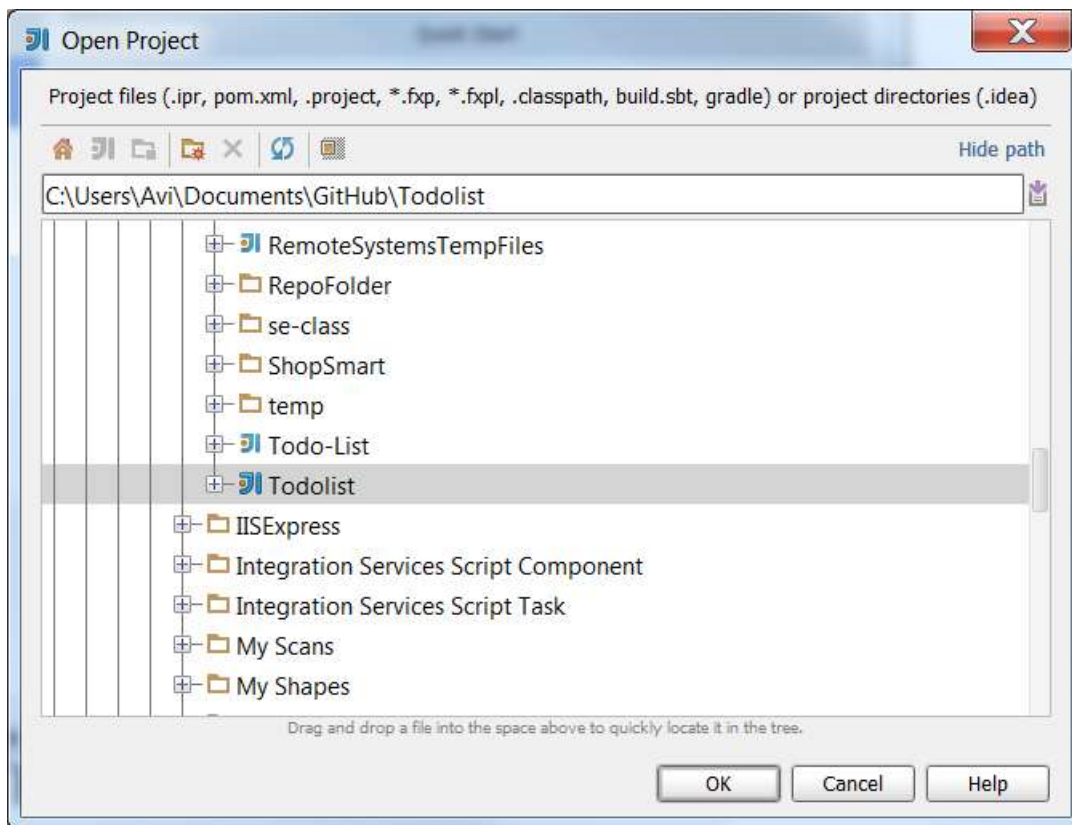 Open Project
Project files (.ipr, pom.xml, .project, *.fxp, *.fxpl, .classpath, build.sbt, gradle) or project directories (.idea)
Hide path
C:\Users\Avi\Documents\GitHub\Todolist
RemoteSystemsTempFiles
RepoFolder
se-class
ShopSmart
temp
Todo-List
Todolist
IISExpress
Integration Services Script Component
Integration Services Script Task
My Scans
My Shapes
Drag and drop a file into the space above to quickly locate it in the tree.
OK Cancel Help